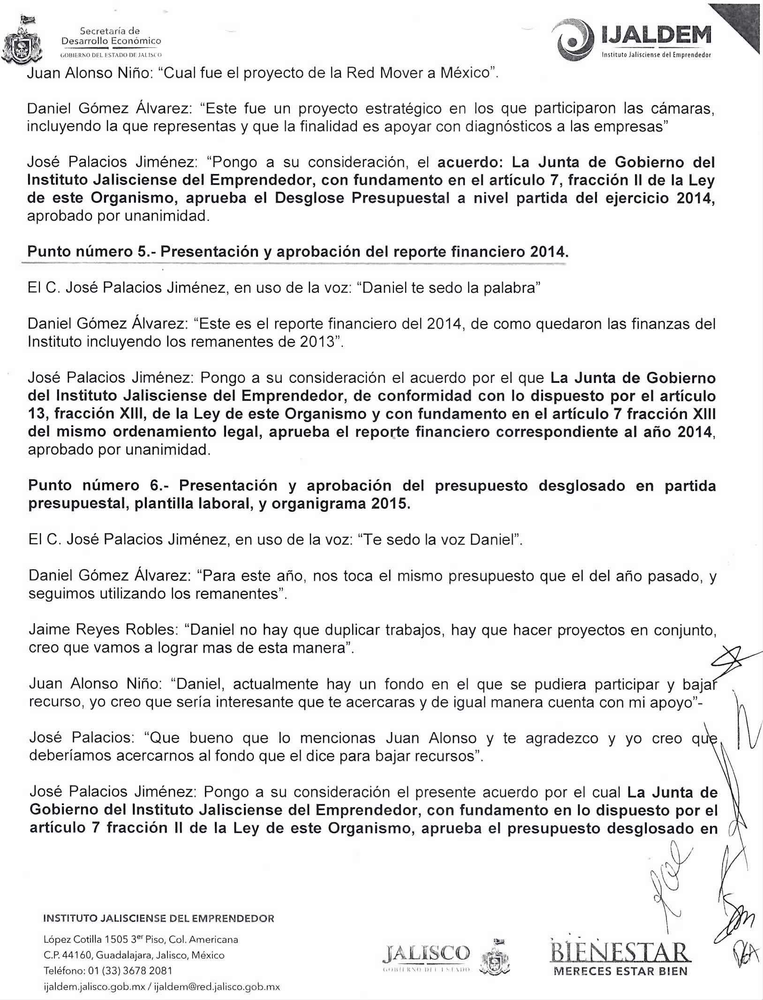 Secretaría de
Desarrollo Económico
GOBIERNO DEL ESTADO DE JALISCO
IJALDEM
Instituto Jalisciense del Emprendedor
Juan Alonso Niño: “Cual fue el proyecto de la Red Mover a México”.
Daniel Gómez Álvarez: “Este fue un proyecto estratégico en los que participaron las cámaras,
incluyendo la que representas y que la finalidad es apoyar con diagnósticos a las empresas”
José Palacios Jiménez: “Pongo a su consideración, el acuerdo: La Junta de Gobierno del
Instituto Jalisciense del Emprendedor, con fundamento en el artículo 7, fracción II de la Ley
de este Organismo, aprueba el Desglose Presupuestal a nivel partida del ejercicio 2014,
aprobado por unanimidad.
Punto número 5.- Presentación y aprobación del reporte financiero 2014.
El C. José Palacios Jiménez, en uso de la voz: “Daniel te sedo la palabra”
Daniel Gómez Álvarez: “Este es el reporte financiero del 2014, de como quedaron las finanzas del
Instituto incluyendo los remanentes de 2013”.
José Palacios Jiménez: Pongo a su consideración el acuerdo por el que La Junta de Gobierno
del Instituto Jalisciense del Emprendedor, de conformidad con lo dispuesto por el artículo
13, fracción XIII, de la Ley de este Organismo y con fundamento en el artículo 7 fracción XIII
del mismo ordenamiento legal, aprueba el reporte financiero correspondiente al año 2014,
aprobado por unanimidad.
Punto número 6.- Presentación y aprobación del presupuesto desglosado en partida
presupuestal, plantilla laboral, y organigrama 2015.
El C. José Palacios Jiménez, en uso de la voz: “Te sedo la voz Daniel”.
Daniel Gómez Álvarez: “Para este año, nos toca el mismo presupuesto que el del año pasado, y
seguimos utilizando los remanentes”.
Jaime Reyes Robles: “Daniel no hay que duplicar trabajos, hay que hacer proyectos en conjunto,
creo que vamos a lograr mas de esta manera”.
Juan Alonso Niño: “Daniel, actualmente hay un fondo en el que se pudiera participar y bajar
recurso, yo creo que sería interesante que te acercaras y de igual manera cuenta con mi apoyo”-
José Palacios: “Que bueno que lo mencionas Juan Alonso y te agradezco y yo creo que
deberíamos acercarnos al fondo que el dice para bajar recursos”.
José Palacios Jiménez: Pongo a su consideración el presente acuerdo por el cual La Junta de
Gobierno del Instituto Jalisciense del Emprendedor, con fundamento en lo dispuesto por el
artículo 7 fracción II de la Ley de este Organismo, aprueba el presupuesto desglosado en
INSTITUTO JALISCIENSE DEL EMPRENDEDOR
López Cotilla 1505 3er Piso, Col. Americana
C.P. 44160, Guadalajara, Jalisco, México
Teléfono: 01 (33) 3678 2081
ijaldem.jalisco.gob.mx / ijaldem@red.jalisco.gob.mx
JALISCO
GOBIERNO DEL ESTADO
BIENESTAR
MERECES ESTAR BIEN